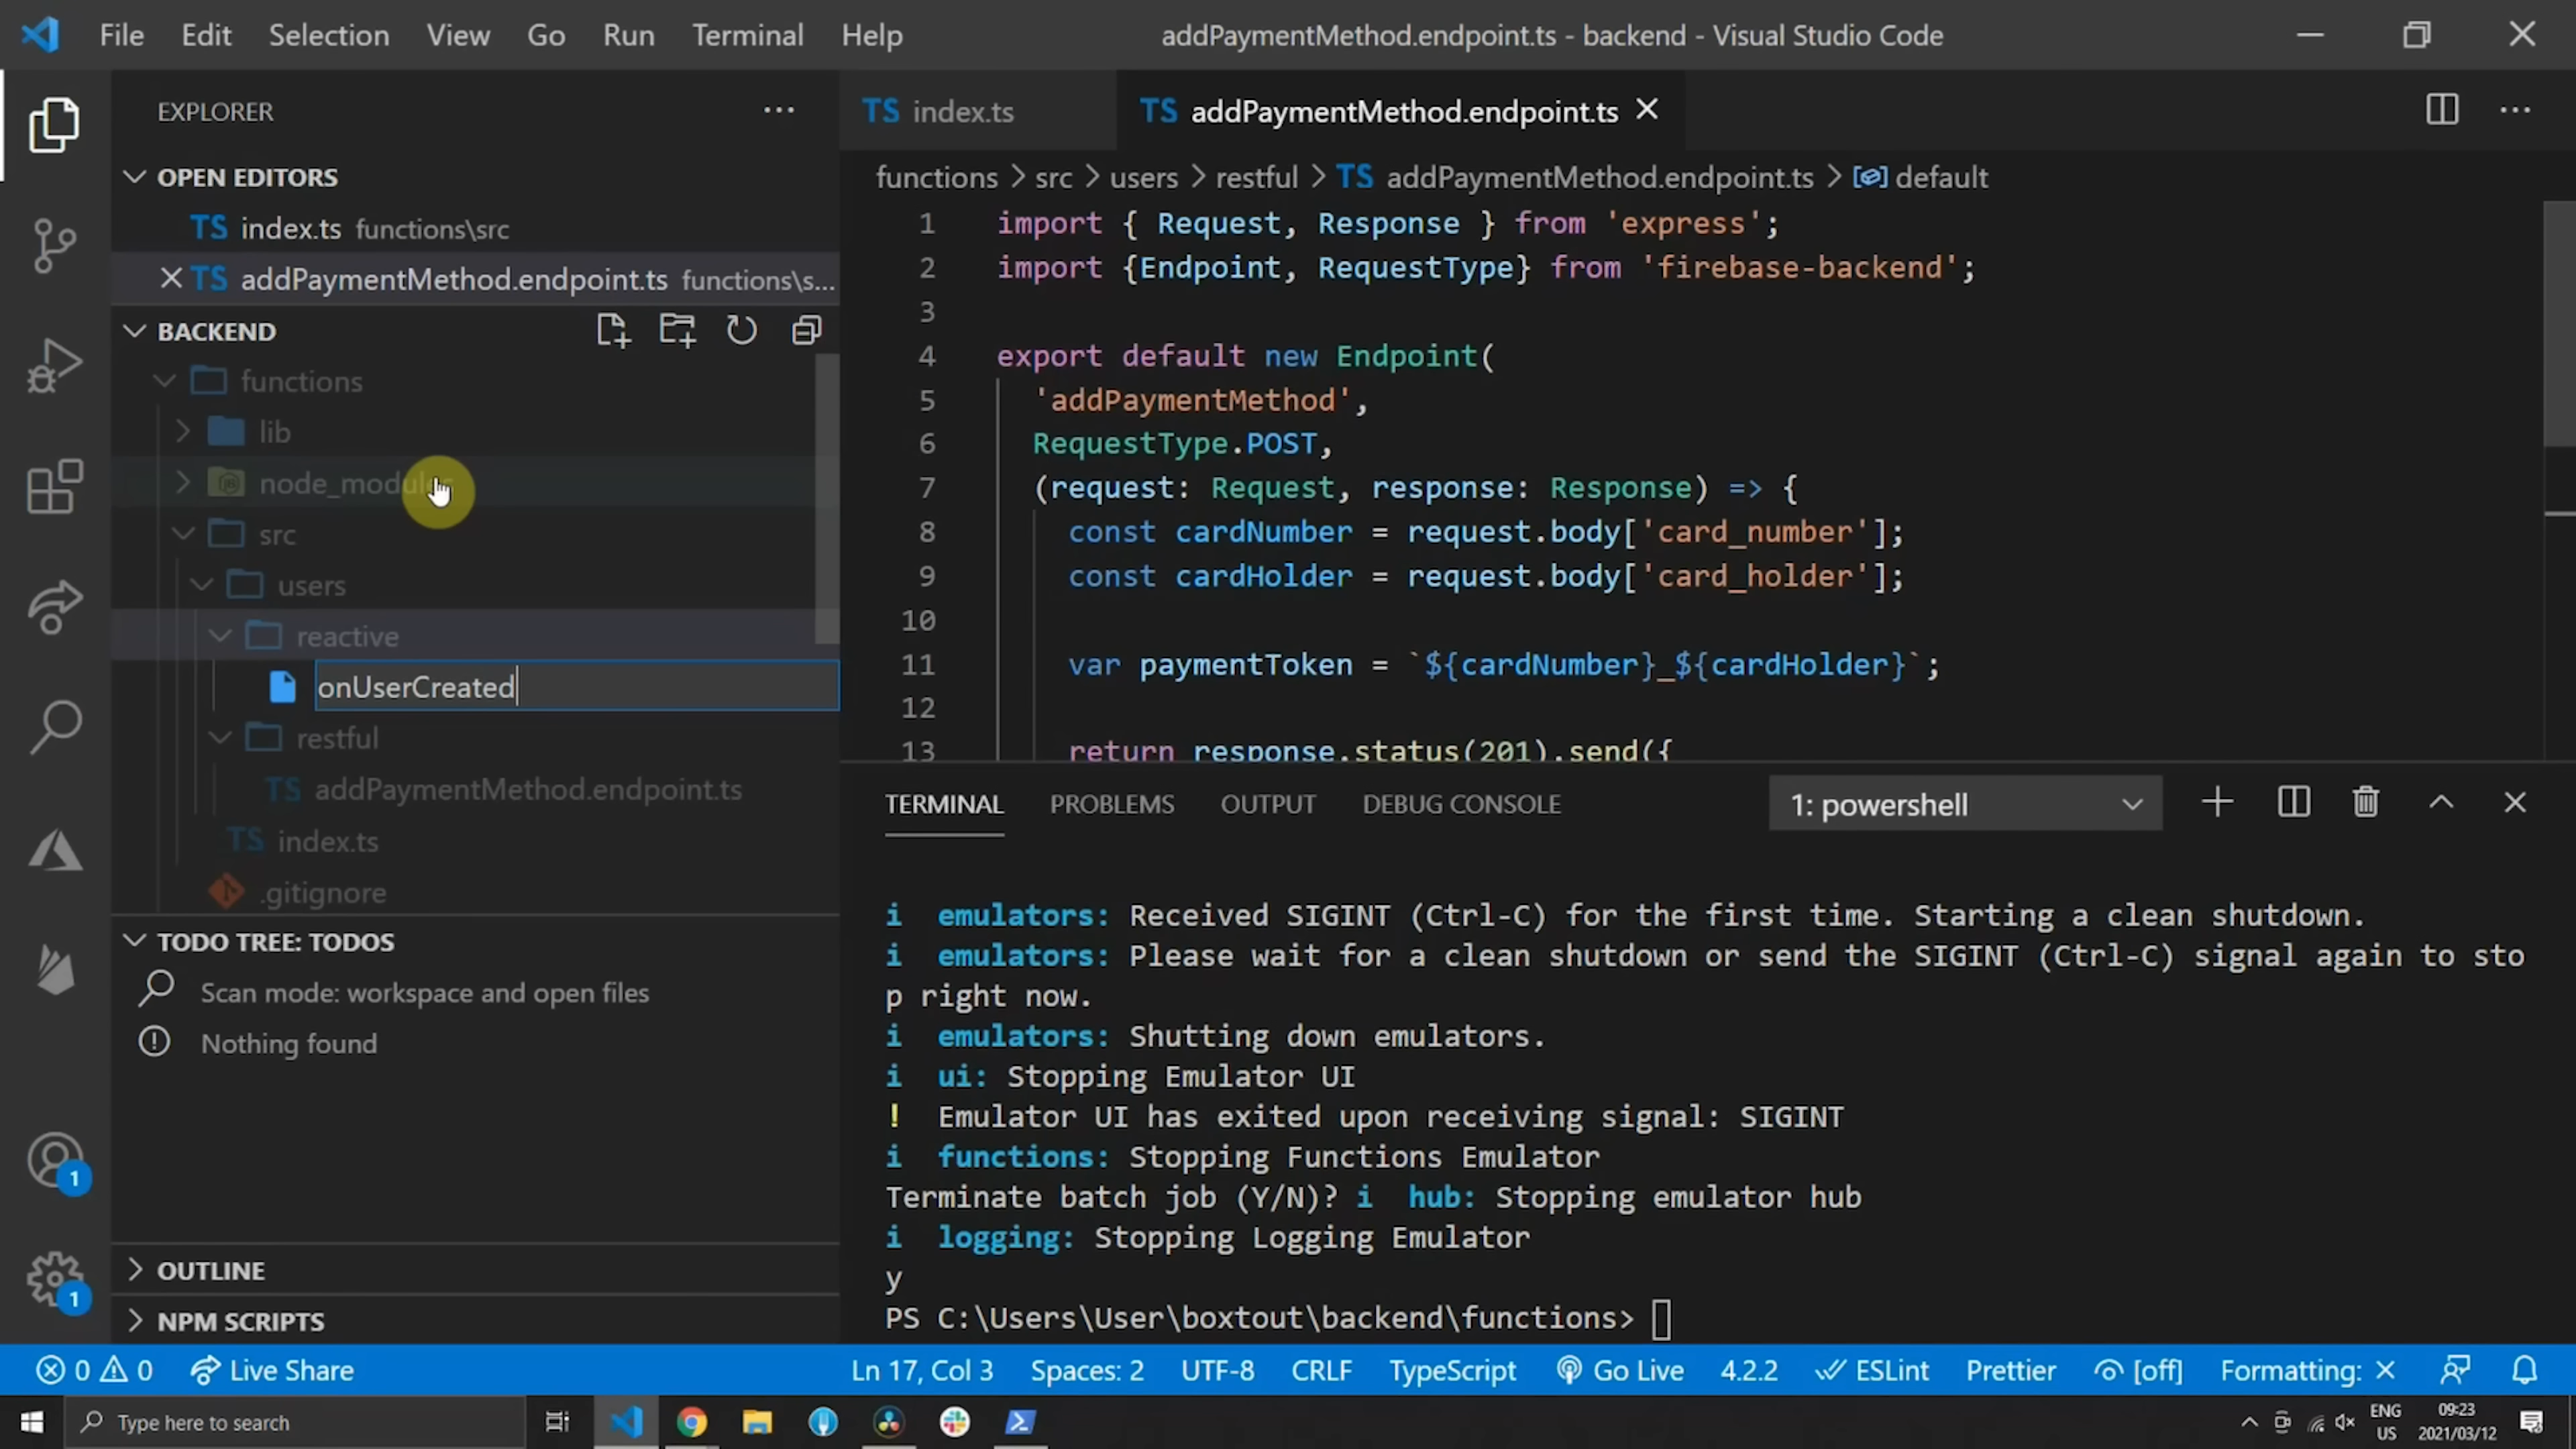 File Edit Selection View Go Run Terminal Help addPaymentMethod.endpoint.ts - backend - Visual Studio Code
EXPLORER
OPEN EDITORS
TS index.ts functions\src
TS addPaymentMethod.endpoint.ts functions\s...
BACKEND
functions
lib
src
users
reactive
onUserCreated
restful
TS addPaymentMethod.endpoint.ts
TS index.ts
.gitignore
TODO TREE: TODOS
Scan mode: workspace and open files
Nothing found
1
1
OUTLINE
NPM SCRIPTS
TS index.ts TS addPaymentMethod.endpoint.ts
functions > src > users > restful > TS addPaymentMethod.endpoint.ts > default
1 import { Request, Response } from 'express';
2 import {Endpoint, RequestType} from 'firebase-backend';
3
4 export default new Endpoint(
5 'addPaymentMethod',
6 RequestType.POST,
7 (request: Request, response: Response) => {
8 const cardNumber = request.body['card_number'];
9 const cardHolder = request.body['card_holder'];
10
11 var paymentToken = `${cardNumber}_${cardHolder}`;
12
13 return response.status(201).send({
TERMINAL PROBLEMS OUTPUT DEBUG CONSOLE 1: powershell
i emulators: Received SIGINT (Ctrl-C) for the first time. Starting a clean shutdown.
i emulators: Please wait for a clean shutdown or send the SIGINT (Ctrl-C) signal again to sto
p right now.
i emulators: Shutting down emulators.
i ui: Stopping Emulator UI
! Emulator UI has exited upon receiving signal: SIGINT
i functions: Stopping Functions Emulator
Terminate batch job (Y/N)? i hub: Stopping emulator hub
i logging: Stopping Logging Emulator
y
PS C:\Users\User\boxtout\backend\functions>
0 0 Live Share Ln 17, Col 3 Spaces: 2 UTF-8 CRLF TypeScript Go Live 4.2.2 ESLint Prettier [off] Formatting: X
Type here to search
ENG
US
09:23
2021/03/12